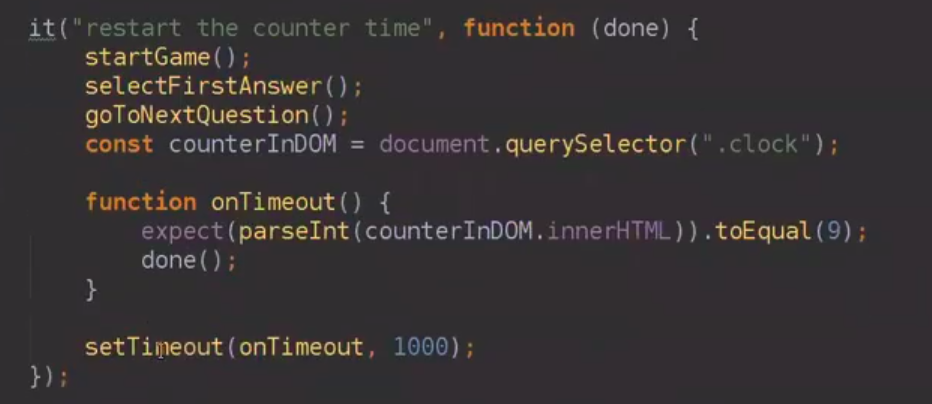 it("restart the counter time", function (done) {
    startGame();
    selectFirstAnswer();
    goToNextQuestion();
    const counterInDOM = document.querySelector(".clock");

    function onTimeout() {
        expect(parseInt(counterInDOM.innerHTML)).toEqual(9);
        done();
    }

    setTimeout(onTimeout, 1000);
});